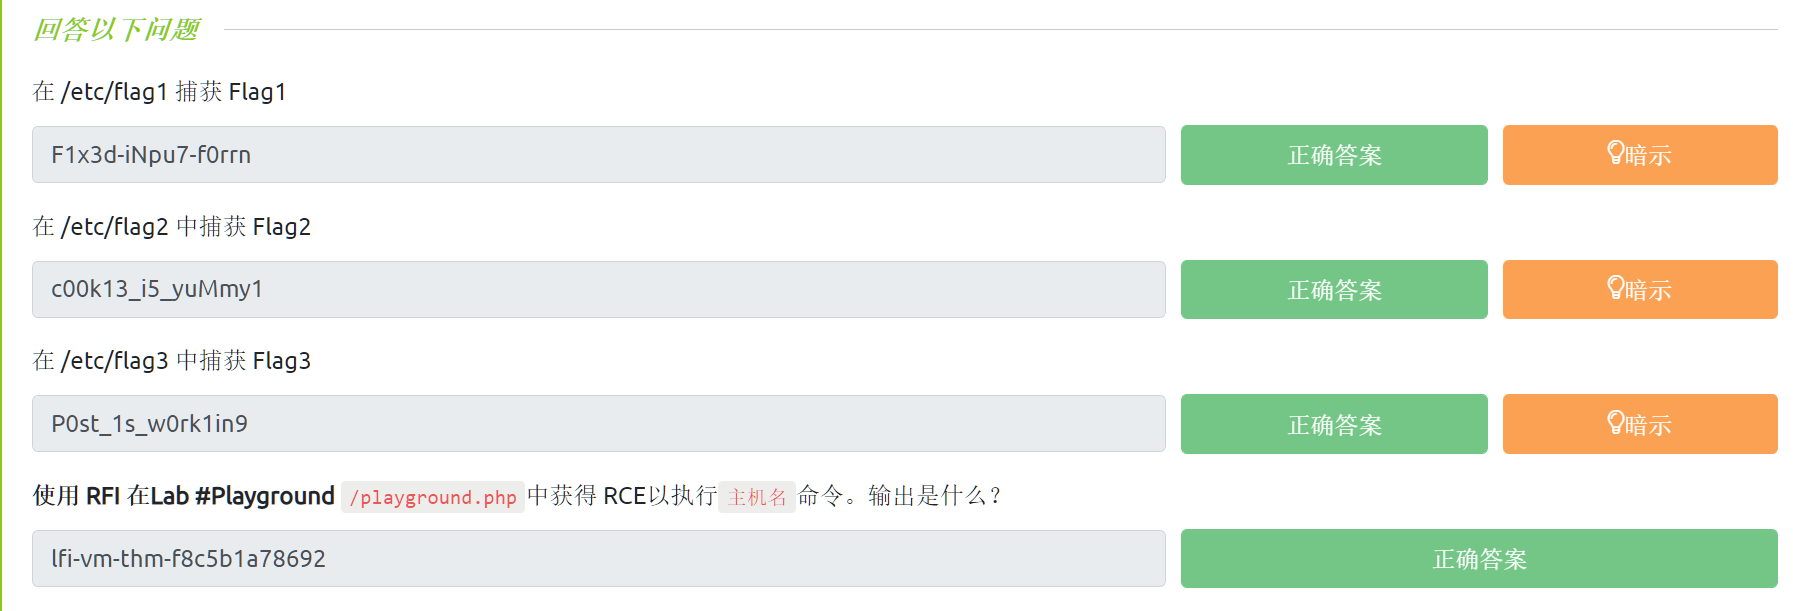 回答以下问题
在 /etc/flag1 捕获 Flag1
F1x3d-iNpu7-f0rrn
正确答案
暗示
在 /etc/flag2 中捕获 Flag2
c00k13_i5_yuMmy1
正确答案
暗示
在 /etc/flag3 中捕获 Flag3
P0st_1s_w0rk1in9
正确答案
暗示
使用 RFI 在Lab #Playground /playground.php 中获得 RCE以执行 主机名 命令。输出是什么？
lfi-vm-thm-f8c5b1a78692
正确答案